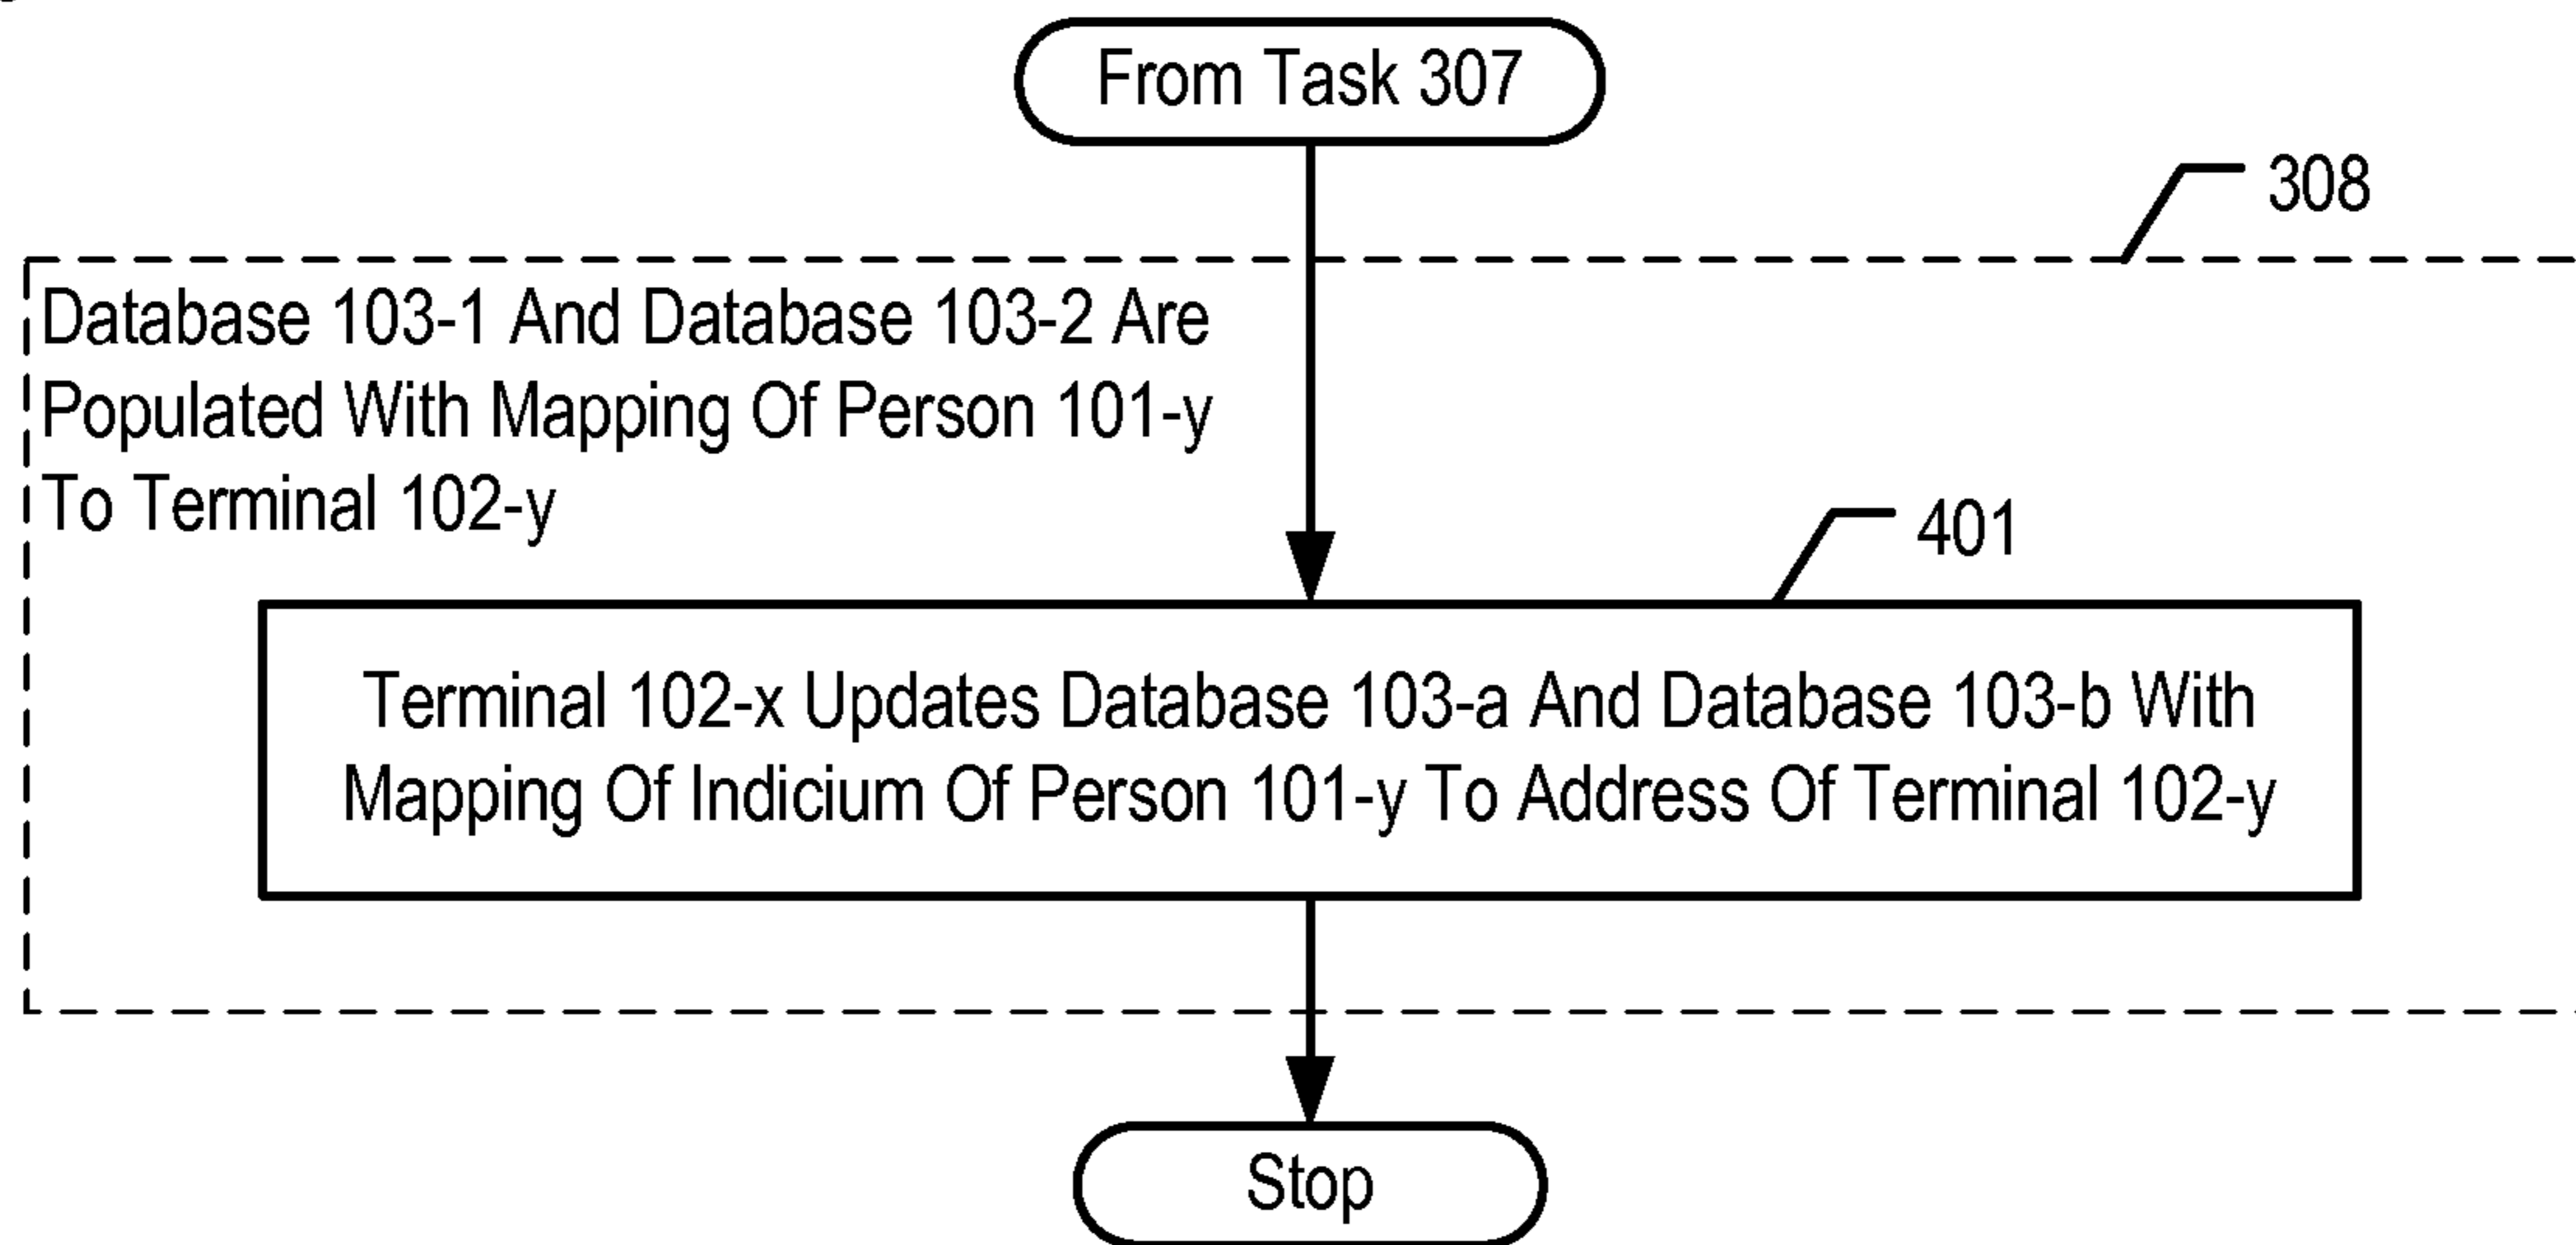 From Task 307
308
Database 103-1 And Database 103-2 Are
Populated With Mapping Of Person 101-y
To Terminal 102-y
401
Terminal 102-x Updates Database 103-a And Database 103-b With
Mapping Of Indicium Of Person 101-y To Address Of Terminal 102-y
Stop